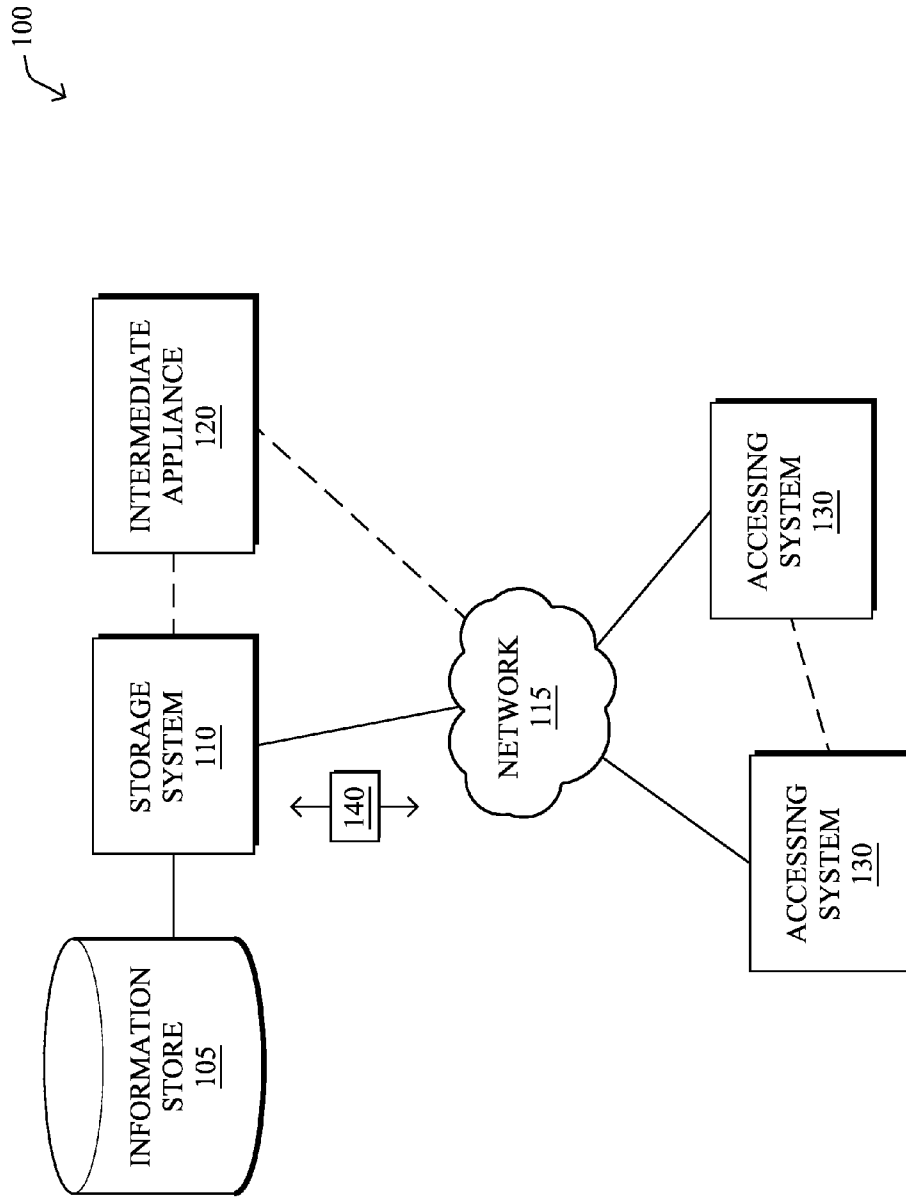 100
INFORMATION
STORE
105
STORAGE
SYSTEM
110
INTERMEDIATE
APPLIANCE
120
140
NETWORK
115
ACCESSING
SYSTEM
130
ACCESSING
SYSTEM
130